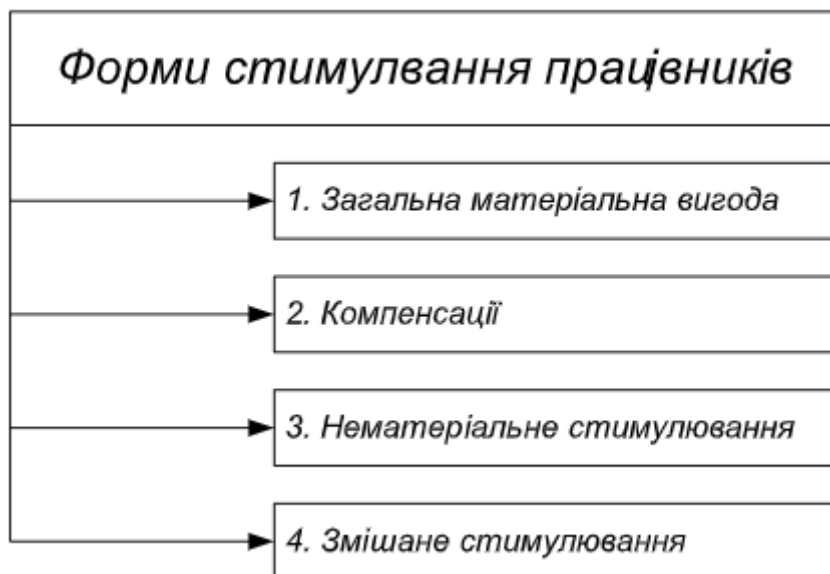 Форми стимулвання працівників
1. Загальна матеріальна вигода
2. Компенсації
3. Нематеріальне стимулювання
4. Змішане стимулювання